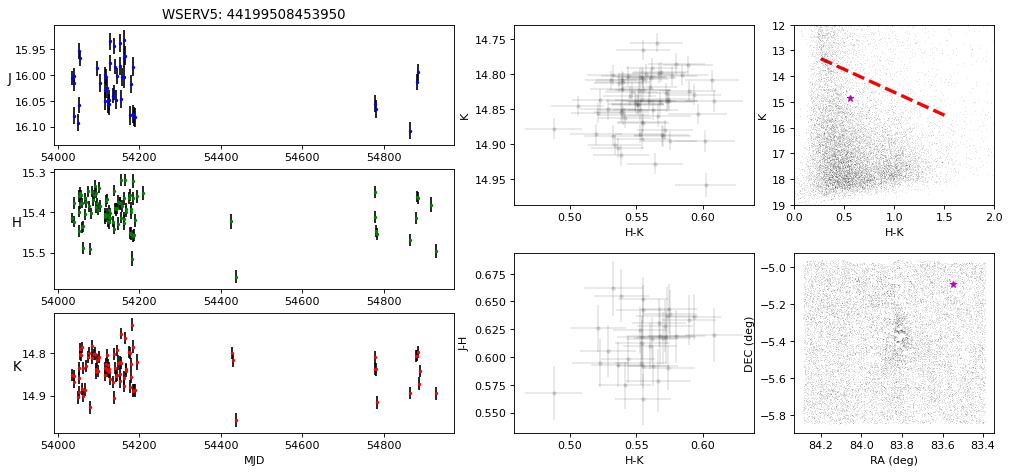 WSERV5: 44199508453950
J
15.95
16.00
16.05
16.10
54000 54200 54400 54600 54800
H
15.3
15.4
15.5
54000 54200 54400 54600 54800
K
14.8
14.9
54000 54200 54400 54600 54800
MJD
K
14.75
14.80
14.85
14.90
14.95
0.50 0.55 0.60
H-K
J-H
0.675
0.650
0.625
0.600
0.575
0.550
0.50 0.55 0.60
H-K
K
12
13
14
15
16
17
18
19
0.0 0.5 1.0 1.5 2.0
H-K
DEC (deg)
−5.0
−5.2
−5.4
−5.6
−5.8
84.2 84.0 83.8 83.6 83.4
RA (deg)